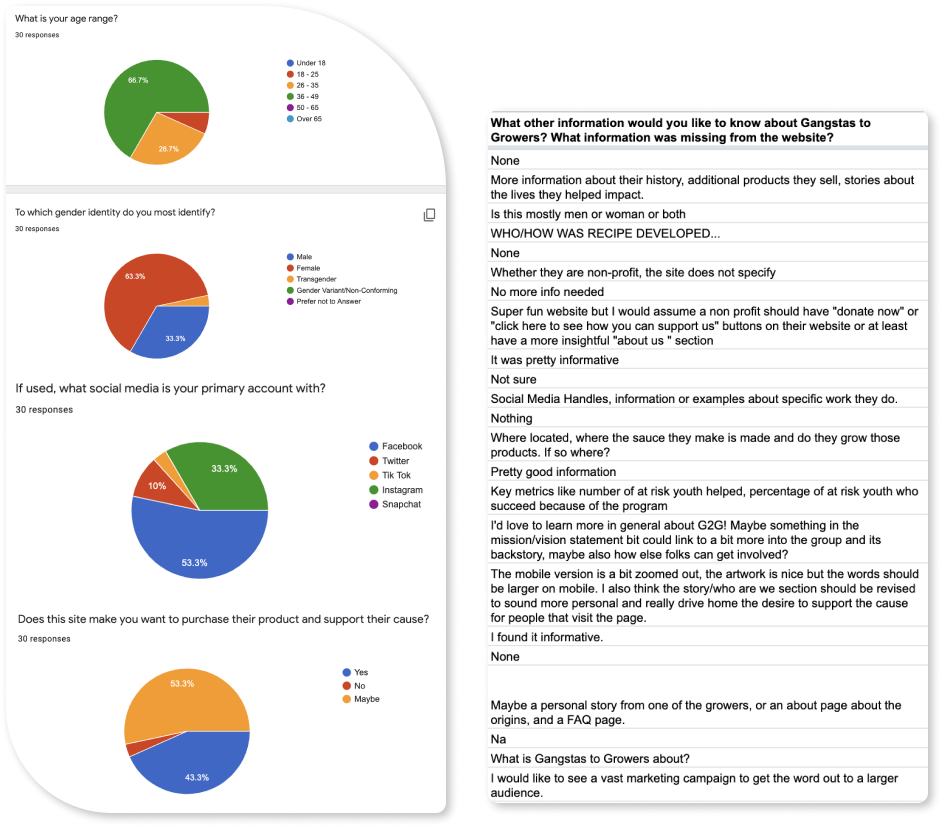 What is your age range?
30 responses
66.7%
26.7%
Under 18
18 - 25
26 - 35
36 - 49
50 - 65
Over 65
To which gender identity do you most identify?
30 responses
63.3%
33.3%
Male
Female
Transgender
Gender Variant/Non-Conforming
Prefer not to Answer
If used, what social media is your primary account with?
30 responses
33.3%
10%
53.3%
Facebook
Twitter
Tik Tok
Instagram
Snapchat
Does this site make you want to purchase their product and support their cause?
30 responses
53.3%
43.3%
Yes
No
Maybe
What other information would you like to know about Gangstas to
Growers? What information was missing from the website?
None
More information about their history, additional products they sell, stories about
the lives they helped impact.
Is this mostly men or woman or both
WHO/HOW WAS RECIPE DEVELOPED...
None
Whether they are non-profit, the site does not specify
No more info needed
Super fun website but I would assume a non profit should have "donate now" or
"click here to see how you can support us" buttons on their website or at least
have a more insightful "about us " section
It was pretty informative
Not sure
Social Media Handles, information or examples about specific work they do.
Nothing
Where located, where the sauce they make is made and do they grow those
products. If so where?
Pretty good information
Key metrics like number of at risk youth helped, percentage of at risk youth who
succeed because of the program
I'd love to learn more in general about G2G! Maybe something in the
mission/vision statement bit could link to a bit more into the group and its
backstory, maybe also how else folks can get involved?
The mobile version is a bit zoomed out, the artwork is nice but the words should
be larger on mobile. I also think the story/who are we section should be revised
to sound more personal and really drive home the desire to support the cause
for people that visit the page.
I found it informative.
None
Maybe a personal story from one of the growers, or an about page about the
origins, and a FAQ page.
Na
What is Gangstas to Growers about?
I would like to see a vast marketing campaign to get the word out to a larger
audience.